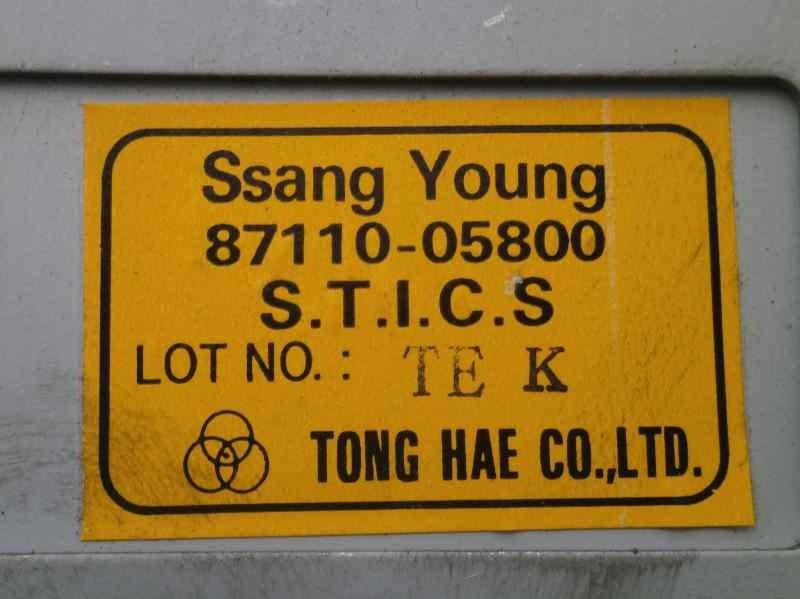 Ssang Young
87110-05800
S.T.I.C.S
LOT NO. : TE K
TONG HAE CO.,LTD.